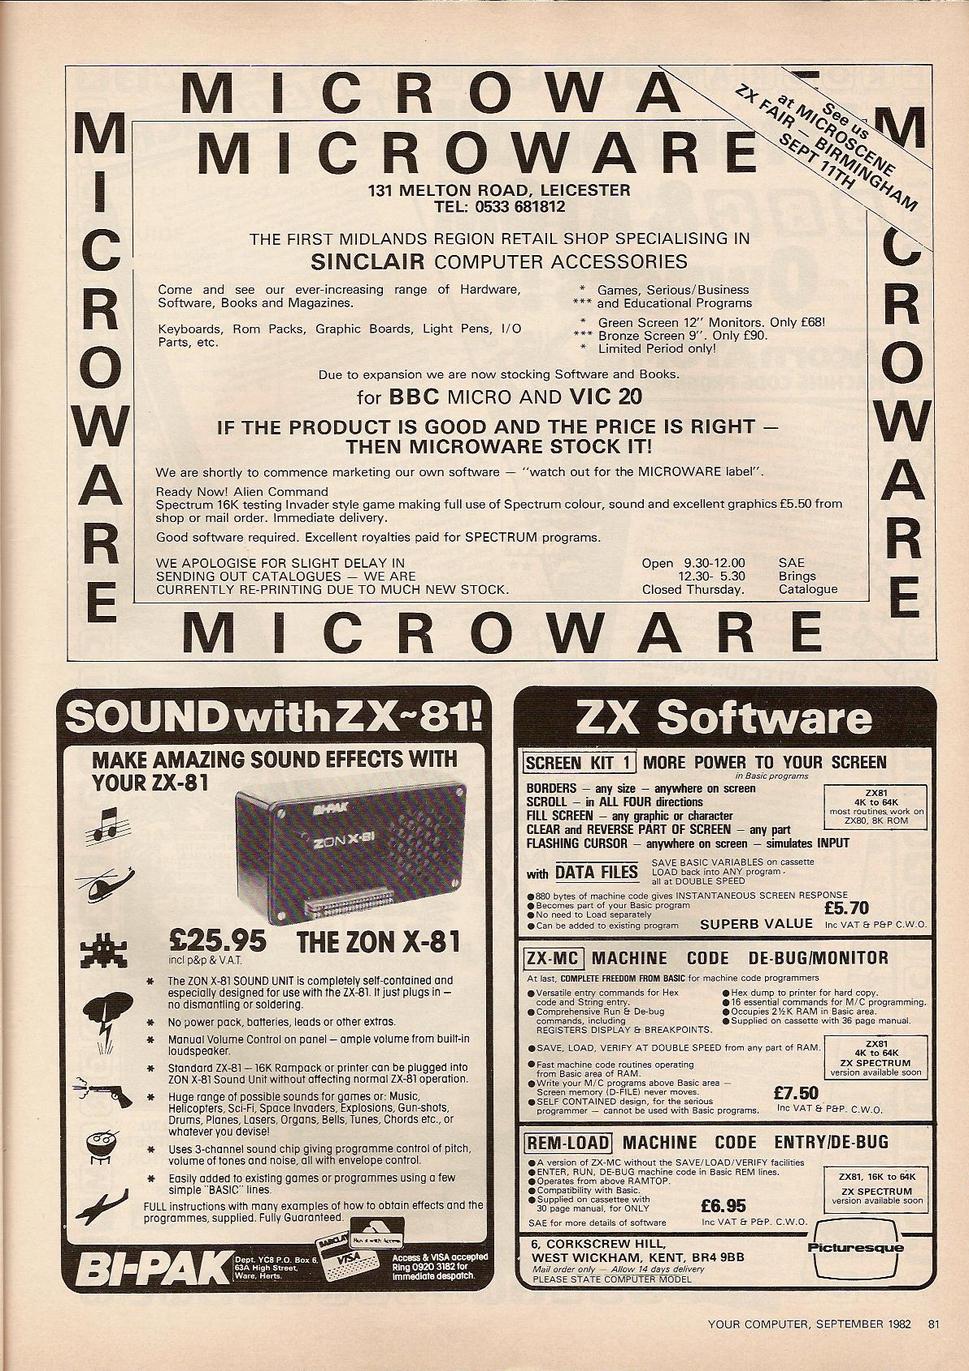 MICROWA
See us
at MICROSCENE
ZX FAIR — BIRMINGHAM
SEPT 11TH
MICROWARE
MICROWARE
131 MELTON ROAD, LEICESTER
TEL: 0533 681812
THE FIRST MIDLANDS REGION RETAIL SHOP SPECIALISING IN
SINCLAIR COMPUTER ACCESSORIES
Come and see our ever-increasing range of Hardware,
Software, Books and Magazines.
Keyboards, Rom Packs, Graphic Boards, Light Pens, I/O
Parts, etc.
* Games, Serious/Business
*** and Educational Programs
* Green Screen 12'' Monitors. Only £68!
*** Bronze Screen 9''. Only £90.
* Limited Period only!
Due to expansion we are now stocking Software and Books.
for BBC MICRO AND VIC 20
IF THE PRODUCT IS GOOD AND THE PRICE IS RIGHT —
THEN MICROWARE STOCK IT!
We are shortly to commence marketing our own software — ''watch out for the MICROWARE label''.
Ready Now! Alien Command
Spectrum 16K testing Invader style game making full use of Spectrum colour, sound and excellent graphics £5.50 from
shop or mail order. Immediate delivery.
Good software required. Excellent royalties paid for SPECTRUM programs.
WE APOLOGISE FOR SLIGHT DELAY IN
SENDING OUT CATALOGUES — WE ARE
CURRENTLY RE-PRINTING DUE TO MUCH NEW STOCK.
Open 9.30-12.00
12.30- 5.30
Closed Thursday.
SAE
Brings
Catalogue
M CROWARE
MICROWARE
SOUND with ZX~81!
MAKE AMAZING SOUND EFFECTS WITH
YOUR ZX-81
BI-PAK
ZON X-81
£25.95 THE ZON X-81
incl p&p & V.A.T.
* The ZON X-81 SOUND UNIT is completely self-contained and
especially designed for use with the ZX-81. It just plugs in —
no dismantling or soldering.
* No power pack, batteries, leads or other extras.
* Manual Volume Control on panel — ample volume from built-in
loudspeaker.
* Standard ZX-81 — 16K Rampack or printer can be plugged into
ZON X-81 Sound Unit without affecting normal ZX-81 operation.
* Huge range of possible sounds for games or: Music,
Helicopters, Sci-Fi, Space Invaders, Explosions, Gun-shots,
Drums, Planes, Lasers, Organs, Bells, Tunes, Chords etc., or
whatever you devise!
* Uses 3-channel sound chip giving programme control of pitch,
volume of tones and noise, all with envelope control.
* Easily added to existing games or programmes using a few
simple "BASIC" lines.
FULL instructions with many examples of how to obtain effects and the
programmes, supplied. Fully Guaranteed.
BI-PAK
Dept. YC8 P.O. Box 6,
63A High Street,
Ware, Herts.
BARCLAY
VISA
Access & VISA accepted
Ring 0920 3182 for
immediate despatch.
ZX Software
SCREEN KIT 1 MORE POWER TO YOUR SCREEN
in Basic programs
BORDERS — any size — anywhere on screen
SCROLL — in ALL FOUR directions
FILL SCREEN — any graphic or character
CLEAR and REVERSE PART OF SCREEN — any part
FLASHING CURSOR — anywhere on screen — simulates INPUT
ZX81
4K to 64K
most routines work on
ZX80, 8K ROM
with DATA FILES
SAVE BASIC VARIABLES on cassette
LOAD back into ANY program -
all at DOUBLE SPEED
● 880 bytes of machine code gives INSTANTANEOUS SCREEN RESPONSE
● Becomes part of your Basic program
● No need to Load separately
● Can be added to existing program
SUPERB VALUE
£5.70
Inc VAT & P&P C.W.O.
ZX-MC MACHINE CODE DE-BUG/MONITOR
At last, COMPLETE FREEDOM FROM BASIC for machine code programmers
● Versatile entry commands for Hex
code and String entry.
● Comprehensive Run & De-bug
commands, including
REGISTERS DISPLAY & BREAKPOINTS.
● Hex dump to printer for hard copy.
● 16 essential commands for M/C programming.
● Occupies 2½K RAM in Basic area.
● Supplied on cassette with 36 page manual.
● SAVE, LOAD, VERIFY AT DOUBLE SPEED from any part of RAM.
● Fast machine code routines operating
from Basic area of RAM.
● Write your M/C programs above Basic area —
Screen memory (D-FILE) never moves.
● SELF CONTAINED design, for the serious
programmer — cannot be used with Basic programs.
ZX81
4K to 64K
ZX SPECTRUM
version available soon
£7.50
Inc VAT & P&P. C.W.O.
REM-LOAD MACHINE CODE ENTRY/DE-BUG
● A version of ZX-MC without the SAVE/LOAD/VERIFY facilities
● ENTER, RUN, DE-BUG machine code in Basic REM lines.
● Operates from above RAMTOP.
● Compatibility with Basic.
● Supplied on cassette with
30 page manual, for ONLY
SAE for more details of software
£6.95
Inc VAT & P&P. C.W.O.
ZX81, 16K to 64K
ZX SPECTRUM
version available soon
6, CORKSCREW HILL,
WEST WICKHAM, KENT, BR4 9BB
Mail order only — Allow 14 days delivery
PLEASE STATE COMPUTER MODEL
Picturesque
YOUR COMPUTER, SEPTEMBER 1982 81